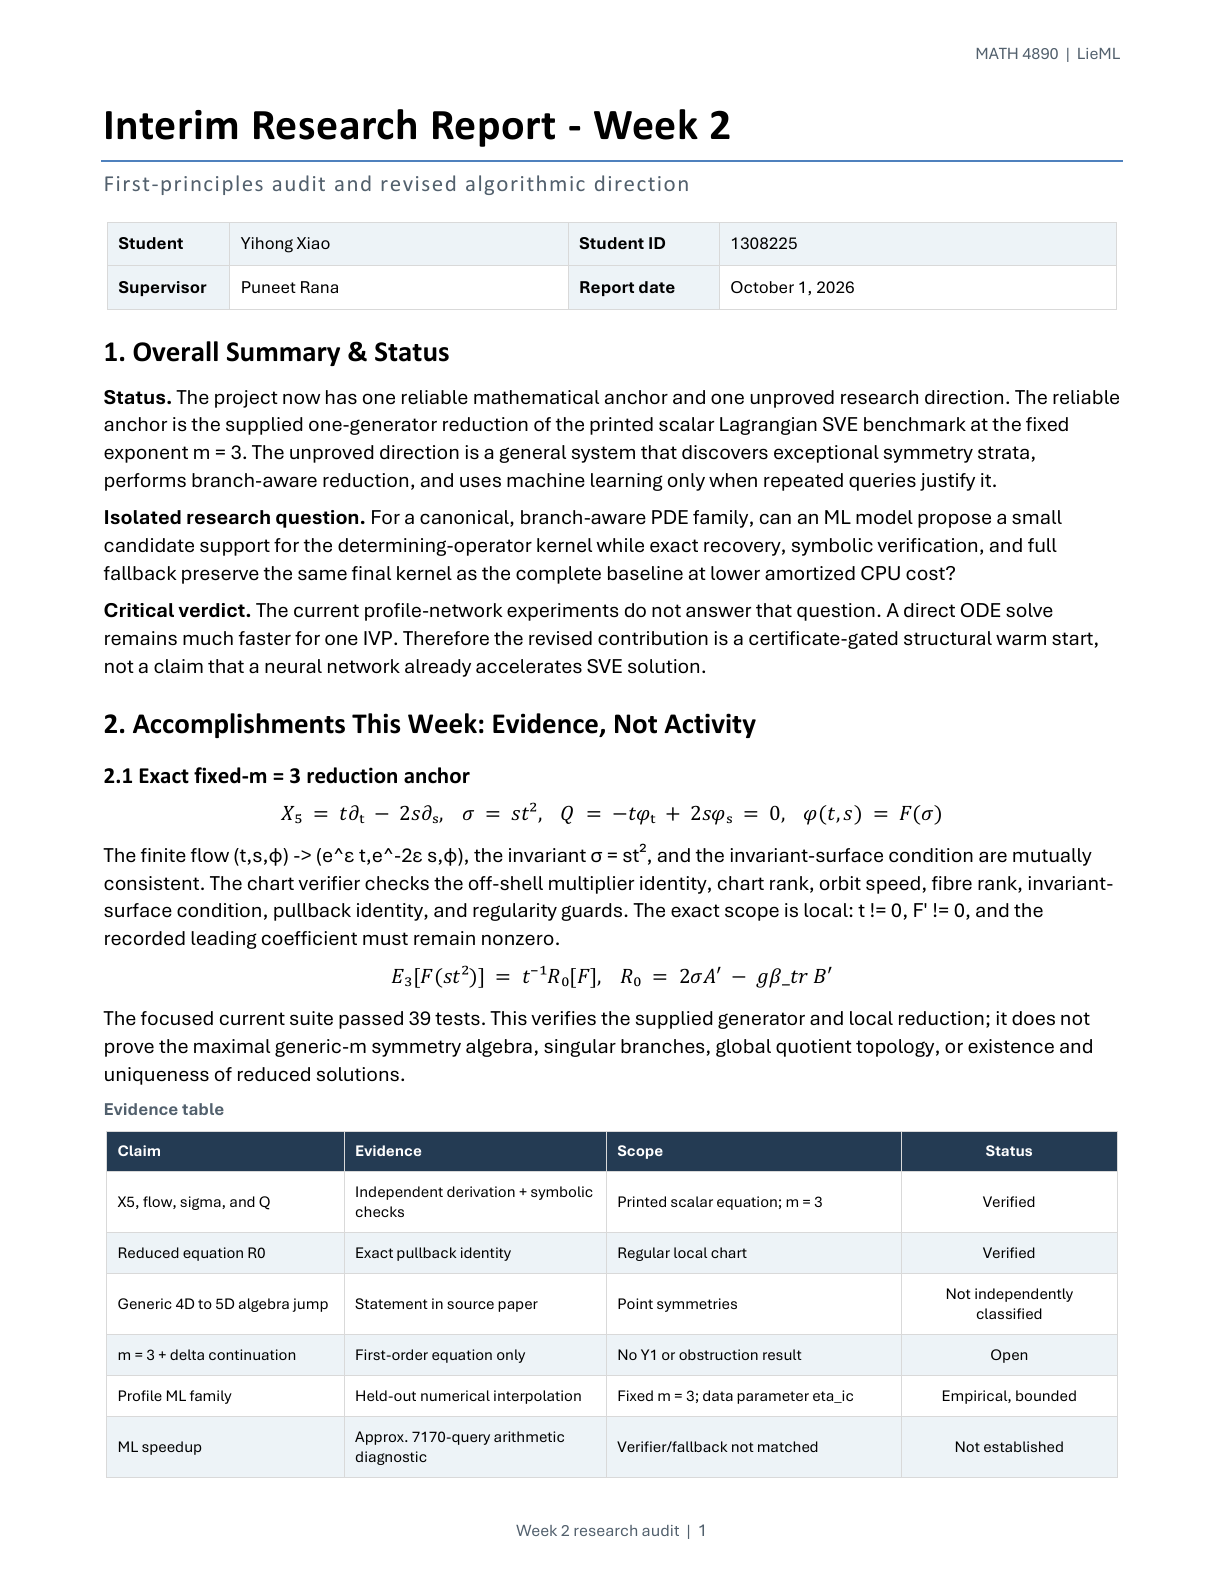 MATH 4890 | LieML
Interim Research Report - Week 2
First-principles audit and revised algorithmic direction
Student Yihong Xiao Student ID 1308225
Supervisor Puneet Rana Report date October 1, 2026
1. Overall Summary & Status
Status. The project now has one reliable mathematical anchor and one unproved research direction. The reliable
anchor is the supplied one-generator reduction of the printed scalar Lagrangian SVE benchmark at the fixed
exponent m = 3. The unproved direction is a general system that discovers exceptional symmetry strata,
performs branch-aware reduction, and uses machine learning only when repeated queries justify it.
Isolated research question. For a canonical, branch-aware PDE family, can an ML model propose a small
candidate support for the determining-operator kernel while exact recovery, symbolic verification, and full
fallback preserve the same final kernel as the complete baseline at lower amortized CPU cost?
Critical verdict. The current profile-network experiments do not answer that question. A direct ODE solve
remains much faster for one IVP. Therefore the revised contribution is a certificate-gated structural warm start,
not a claim that a neural network already accelerates SVE solution.
2. Accomplishments This Week: Evidence, Not Activity
2.1 Exact fixed-m = 3 reduction anchor
X₅ = t∂ₜ − 2s∂ₛ, σ = st², Q = −tφₜ + 2sφₛ = 0, φ(t,s) = F(σ)
The finite flow (t,s,ϕ) -> (e^ε t,e^-2ε s,ϕ), the invariant σ = st², and the invariant-surface condition are mutually
consistent. The chart verifier checks the off-shell multiplier identity, chart rank, orbit speed, fibre rank, invariant-
surface condition, pullback identity, and regularity guards. The exact scope is local: t != 0, F' != 0, and the
recorded leading coefficient must remain nonzero.
E₃[F(st²)] = t⁻¹R₀[F], R₀ = 2σA′ − gβ_tr B′
The focused current suite passed 39 tests. This verifies the supplied generator and local reduction; it does not
prove the maximal generic-m symmetry algebra, singular branches, global quotient topology, or existence and
uniqueness of reduced solutions.
Evidence table
Claim Evidence Scope Status
X5, flow, sigma, and Q Independent derivation + symbolic checks Printed scalar equation; m = 3 Verified
Reduced equation R0 Exact pullback identity Regular local chart Verified
Generic 4D to 5D algebra jump Statement in source paper Point symmetries Not independently classified
m = 3 + delta continuation First-order equation only No Y1 or obstruction result Open
Profile ML family Held-out numerical interpolation Fixed m = 3; data parameter eta_ic Empirical, bounded
ML speedup Approx. 7170-query arithmetic diagnostic Verifier/fallback not matched Not established
Week 2 research audit | 1